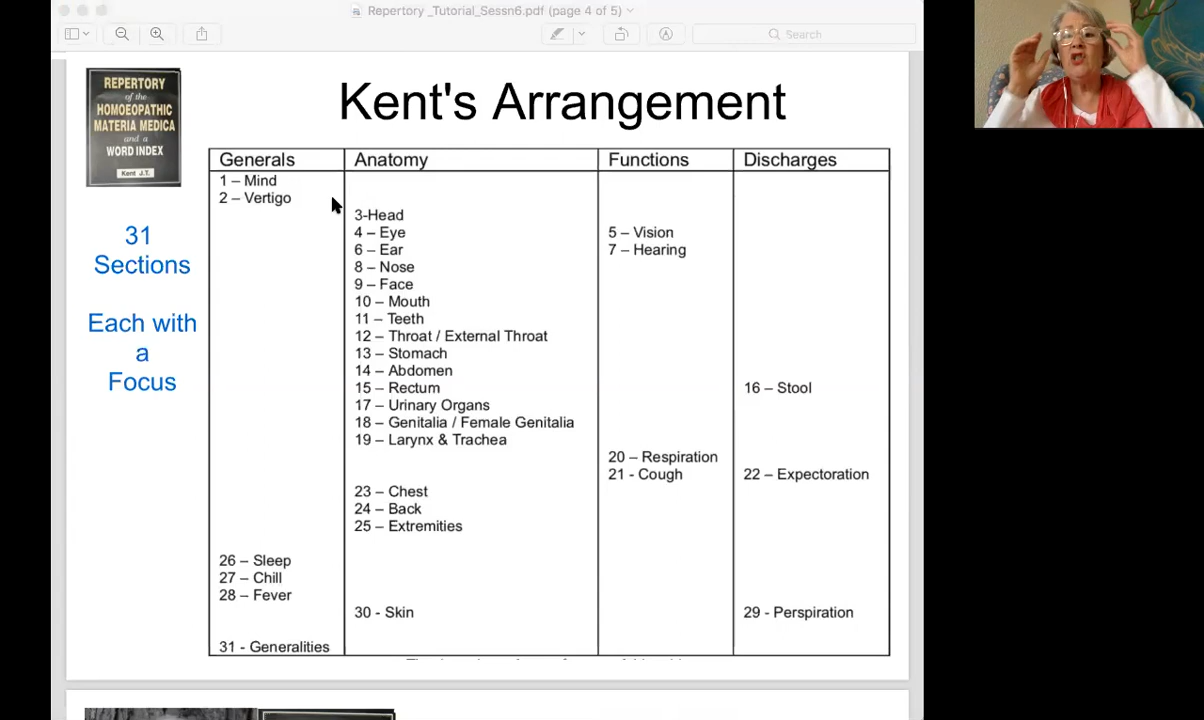 Repertory _Tutorial_Sessn6.pdf (page 4 of 5)
Search
REPERTORY
of the
HOMOEOPATHIC
MATERIA MEDICA
and a
WORD INDEX
Kent J.T.
Kent's Arrangement
31
Sections
Each with
a
Focus
Generals Anatomy Functions Discharges
1 – Mind
2 – Vertigo
3-Head
4 – Eye 5 – Vision
6 – Ear 7 – Hearing
8 – Nose
9 – Face
10 – Mouth
11 – Teeth
12 – Throat / External Throat
13 – Stomach
14 – Abdomen
15 – Rectum 16 – Stool
17 – Urinary Organs
18 – Genitalia / Female Genitalia
19 – Larynx & Trachea
20 – Respiration
21 - Cough 22 – Expectoration
23 – Chest
24 – Back
25 – Extremities
26 – Sleep
27 – Chill
28 – Fever
30 - Skin 29 - Perspiration
31 - Generalities